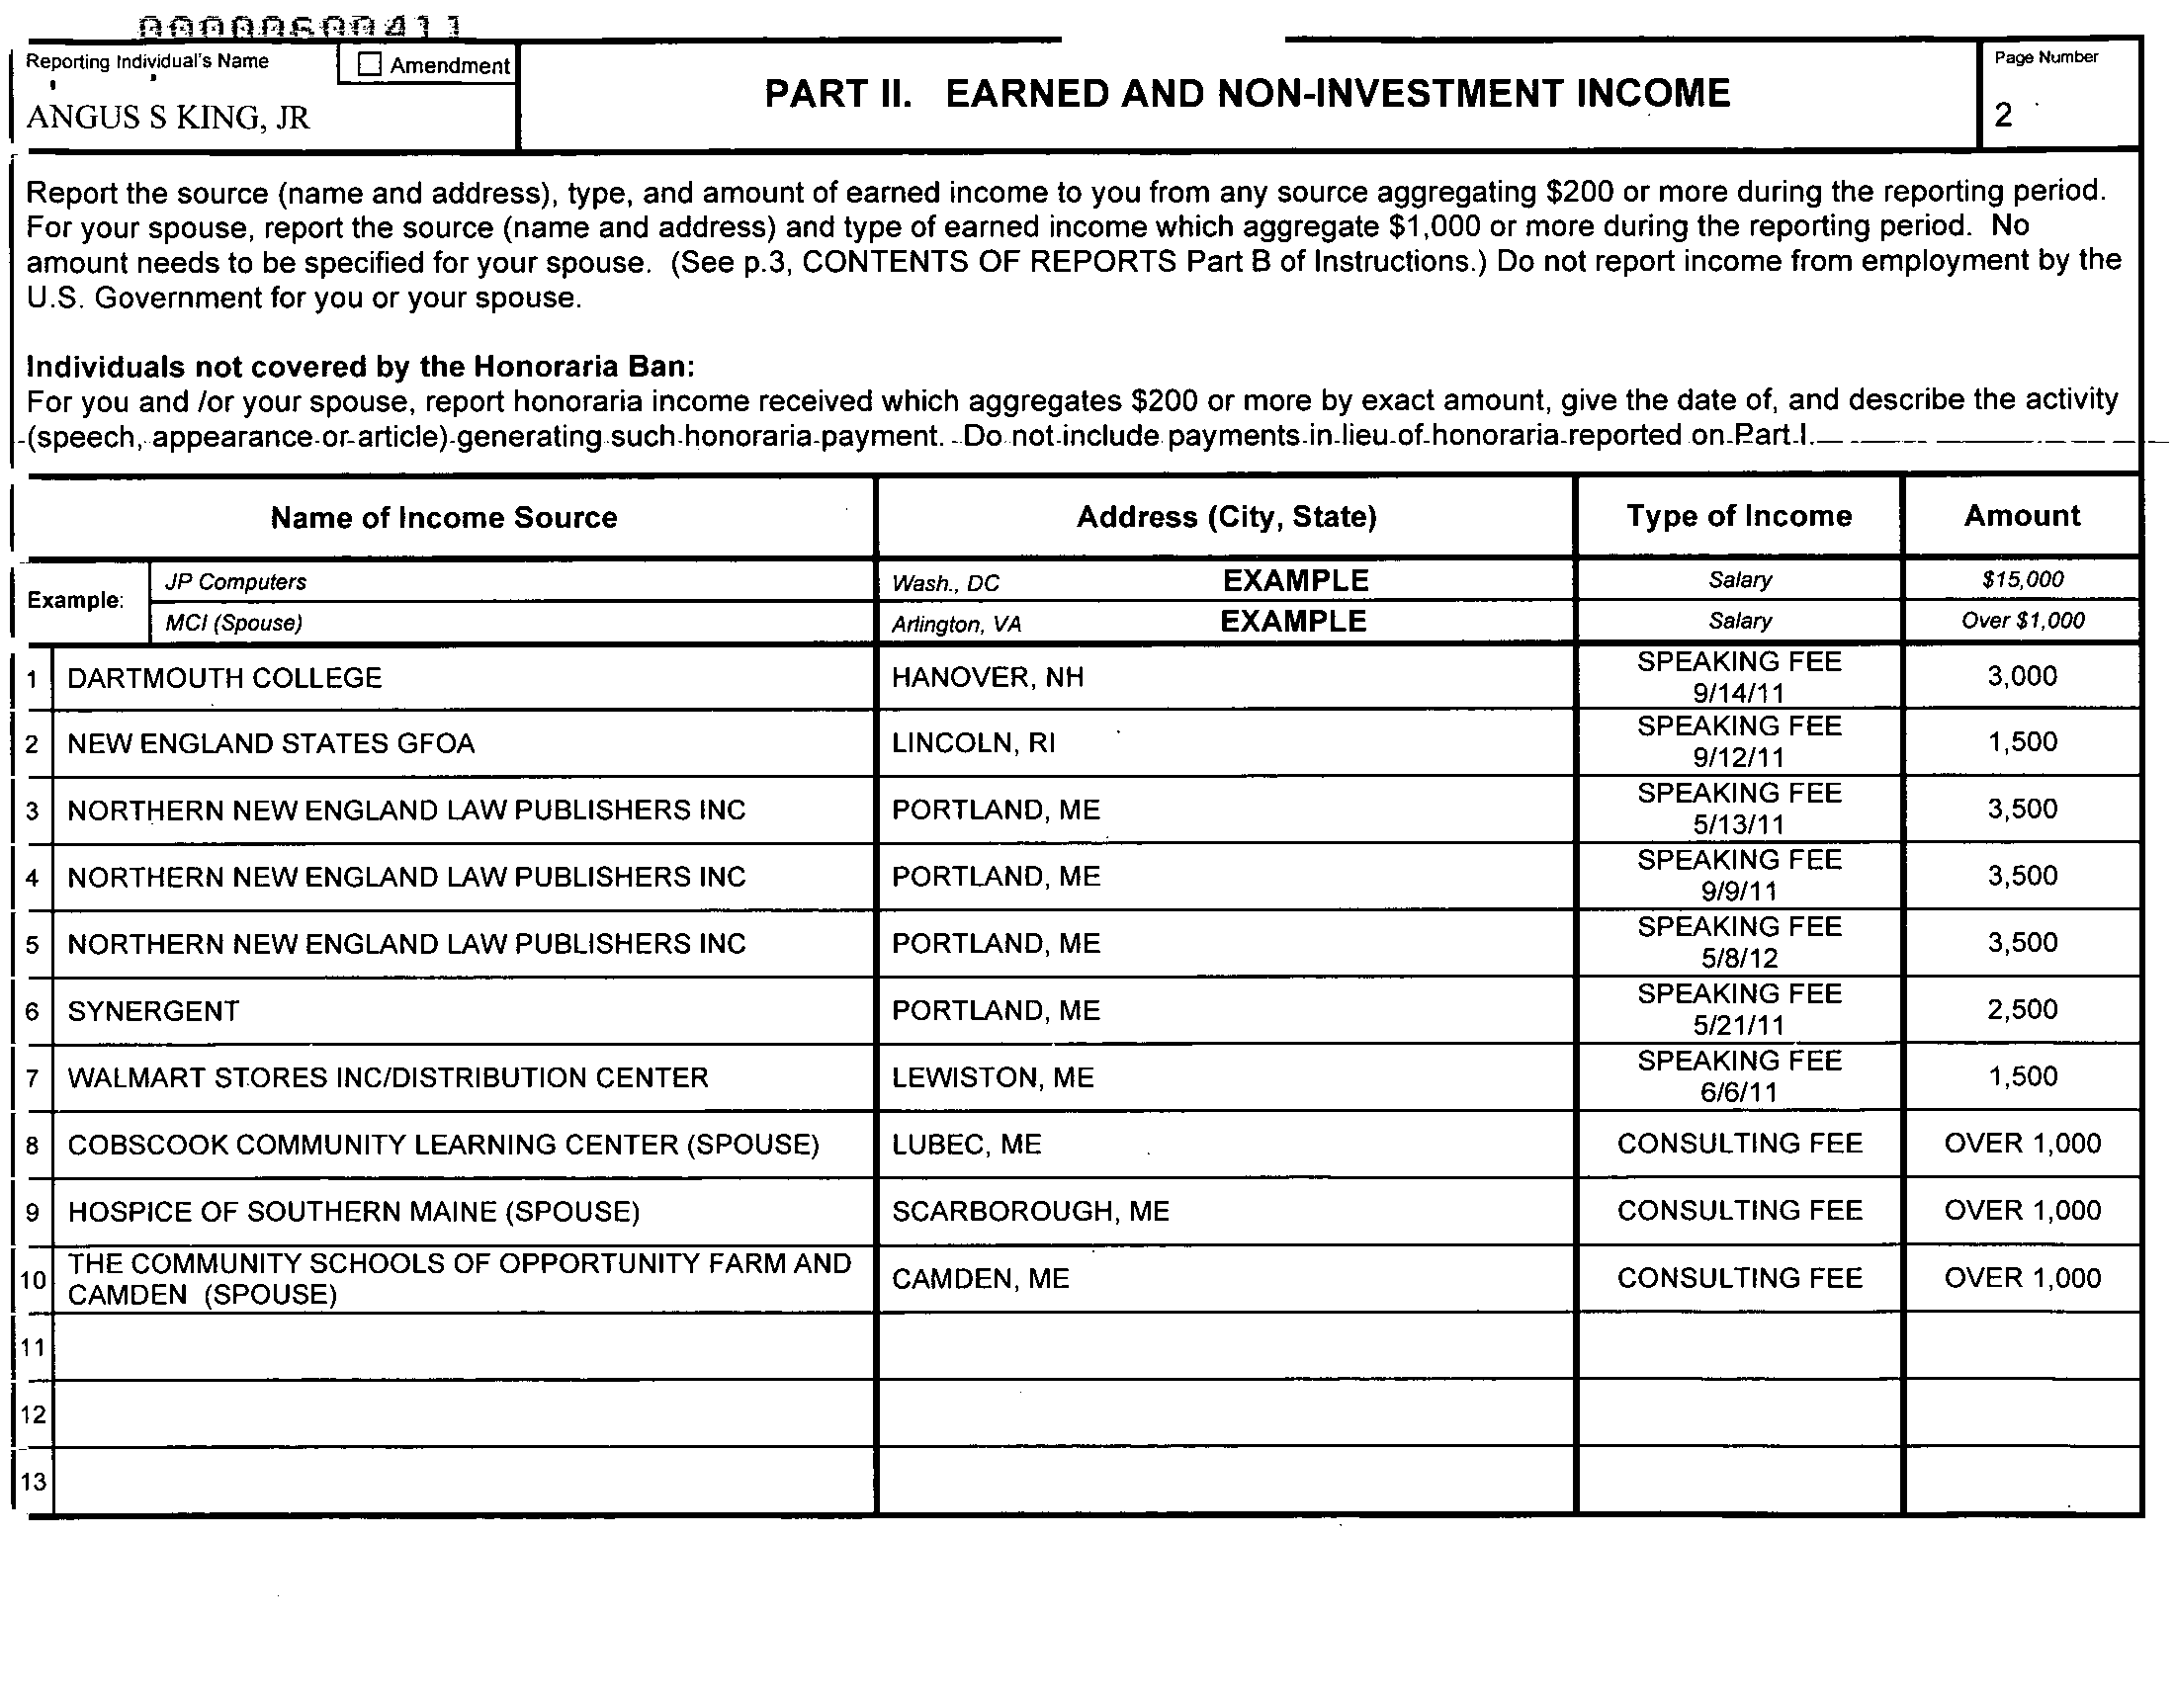 00000600411
Reporting Individual's Name
Amendment
ANGUS S KING, JR
PART II. EARNED AND NON-INVESTMENT INCOME
Page Number
2
Report the source (name and address), type, and amount of earned income to you from any source aggregating $200 or more during the reporting period.
For your spouse, report the source (name and address) and type of earned income which aggregate $1,000 or more during the reporting period. No
amount needs to be specified for your spouse. (See p.3, CONTENTS OF REPORTS Part B of Instructions.) Do not report income from employment by the
U.S. Government for you or your spouse.
Individuals not covered by the Honoraria Ban:
For you and /or your spouse, report honoraria income received which aggregates $200 or more by exact amount, give the date of, and describe the activity
(speech, appearance or article) generating such honoraria payment. Do not include payments in lieu of honoraria reported on Part I.
Name of Income Source Address (City, State) Type of Income Amount
Example:
JP Computers Wash., DC EXAMPLE Salary $15,000
MCI (Spouse) Arlington, VA EXAMPLE Salary Over $1,000
1 DARTMOUTH COLLEGE HANOVER, NH SPEAKING FEE 3,000
9/14/11
2 NEW ENGLAND STATES GFOA LINCOLN, RI SPEAKING FEE 1,500
9/12/11
3 NORTHERN NEW ENGLAND LAW PUBLISHERS INC PORTLAND, ME SPEAKING FEE 3,500
5/13/11
4 NORTHERN NEW ENGLAND LAW PUBLISHERS INC PORTLAND, ME SPEAKING FEE 3,500
9/9/11
5 NORTHERN NEW ENGLAND LAW PUBLISHERS INC PORTLAND, ME SPEAKING FEE 3,500
5/8/12
6 SYNERGENT PORTLAND, ME SPEAKING FEE 2,500
5/21/11
7 WALMART STORES INC/DISTRIBUTION CENTER LEWISTON, ME SPEAKING FEE 1,500
6/6/11
8 COBSCOOK COMMUNITY LEARNING CENTER (SPOUSE) LUBEC, ME CONSULTING FEE OVER 1,000
9 HOSPICE OF SOUTHERN MAINE (SPOUSE) SCARBOROUGH, ME CONSULTING FEE OVER 1,000
10 THE COMMUNITY SCHOOLS OF OPPORTUNITY FARM AND CAMDEN, ME CONSULTING FEE OVER 1,000
CAMDEN (SPOUSE)
11
12
13